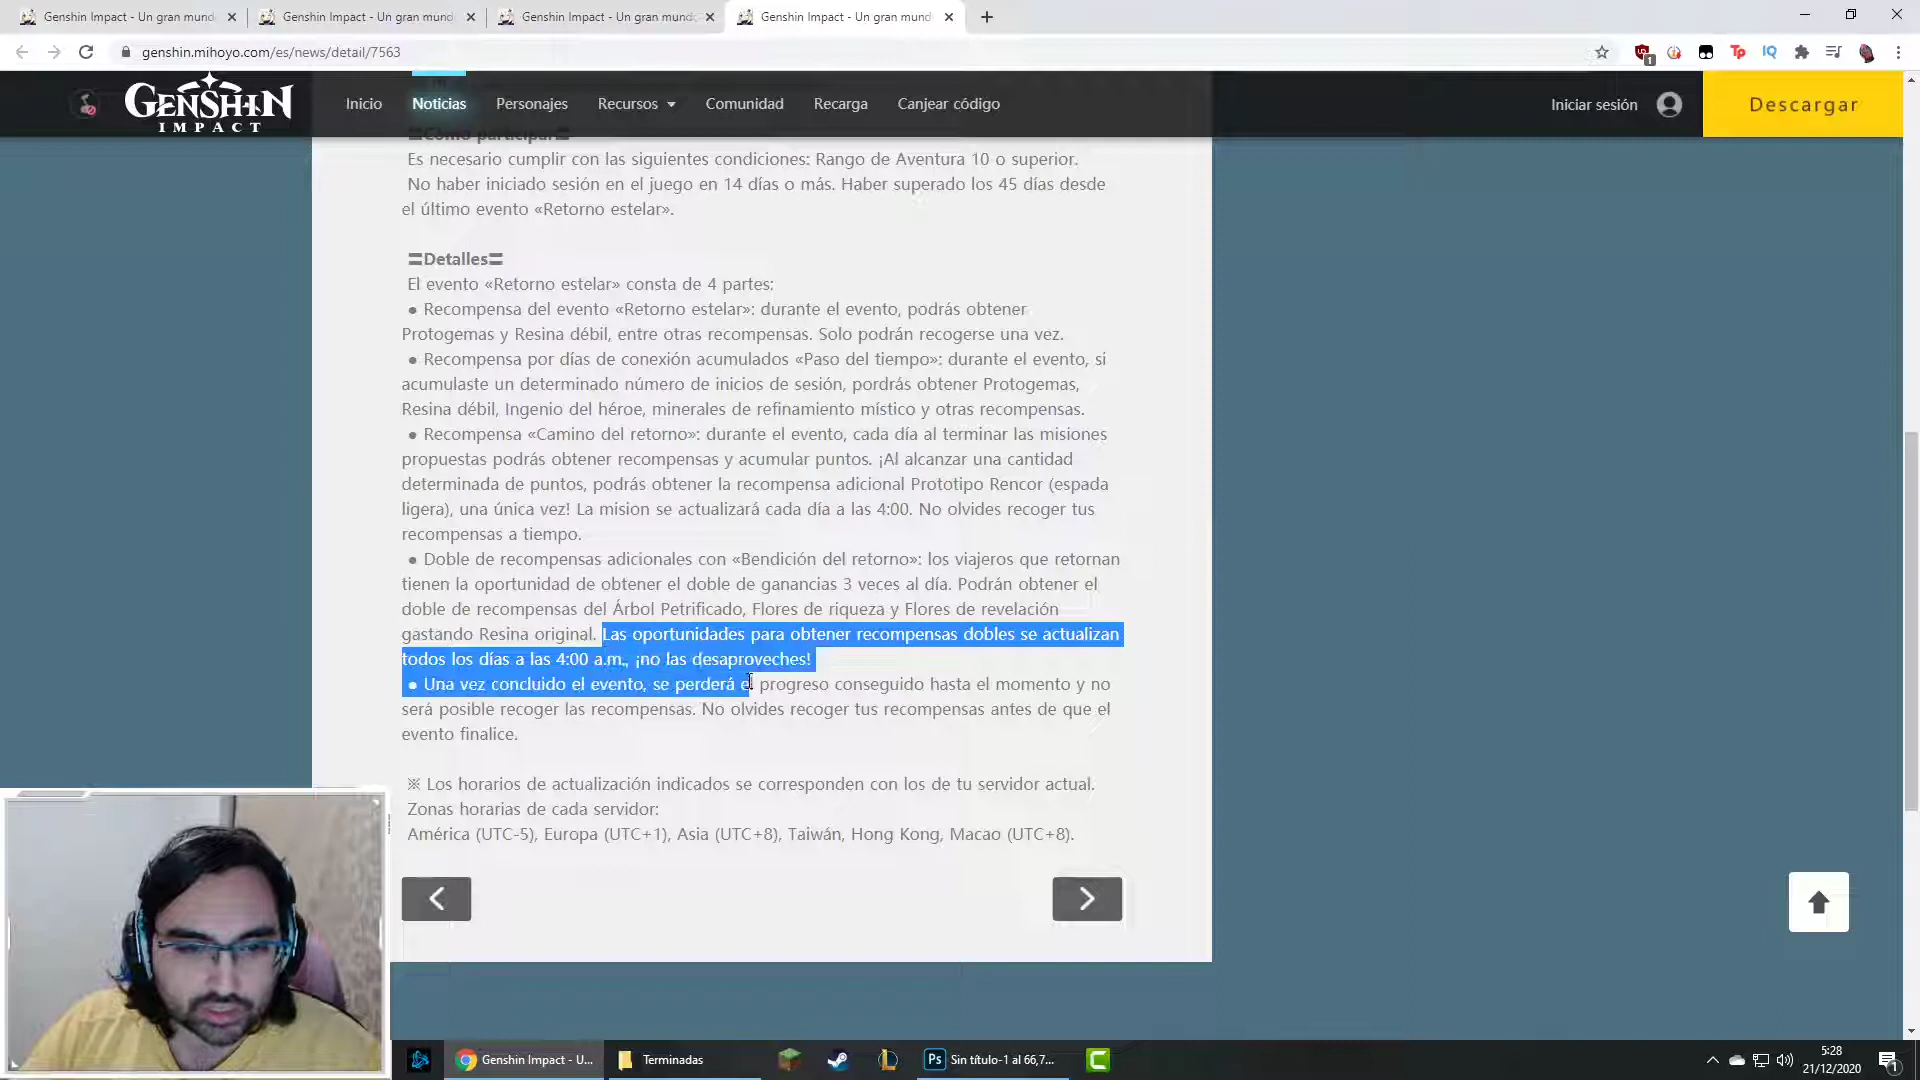 Genshin Impact - Un gran mund
Genshin Impact - Un gran mund
Genshin Impact - Un gran mund
Genshin Impact - Un gran mund
genshin.mihoyo.com/es/news/detail/7563
1
Tp
IQ
GENSHIN
IMPACT
Inicio
Noticias
Personajes
Recursos
Comunidad
Recarga
Canjear código
Iniciar sesión
Descargar
〓Cómo participar〓
Es necesario cumplir con las siguientes condiciones: Rango de Aventura 10 o superior.
No haber iniciado sesión en el juego en 14 días o más. Haber superado los 45 días desde
el último evento «Retorno estelar».
〓Detalles〓
El evento «Retorno estelar» consta de 4 partes:
● Recompensa del evento «Retorno estelar»: durante el evento, podrás obtener
Protogemas y Resina débil, entre otras recompensas. Solo podrán recogerse una vez.
● Recompensa por días de conexión acumulados «Paso del tiempo»: durante el evento, si
acumulaste un determinado número de inicios de sesión, pordrás obtener Protogemas,
Resina débil, Ingenio del héroe, minerales de refinamiento místico y otras recompensas.
● Recompensa «Camino del retorno»: durante el evento, cada día al terminar las misiones
propuestas podrás obtener recompensas y acumular puntos. ¡Al alcanzar una cantidad
determinada de puntos, podrás obtener la recompensa adicional Prototipo Rencor (espada
ligera), una única vez! La mision se actualizará cada día a las 4:00. No olvides recoger tus
recompensas a tiempo.
● Doble de recompensas adicionales con «Bendición del retorno»: los viajeros que retornan
tienen la oportunidad de obtener el doble de ganancias 3 veces al día. Podrán obtener el
doble de recompensas del Árbol Petrificado, Flores de riqueza y Flores de revelación
gastando Resina original. Las oportunidades para obtener recompensas dobles se actualizan
todos los días a las 4:00 a.m., ¡no las desaproveches!
● Una vez concluido el evento, se perderá el progreso conseguido hasta el momento y no
será posible recoger las recompensas. No olvides recoger tus recompensas antes de que el
evento finalice.
※ Los horarios de actualización indicados se corresponden con los de tu servidor actual.
Zonas horarias de cada servidor:
América (UTC-5), Europa (UTC+1), Asia (UTC+8), Taiwán, Hong Kong, Macao (UTC+8).
Genshin Impact - U...
Terminadas
Ps
Sin título-1 al 66,7...
5:28
21/12/2020
1